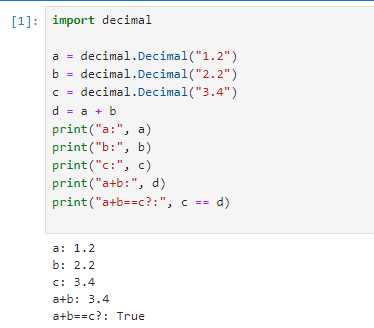 [1]: import decimal
a = decimal.Decimal("1.2")
b = decimal.Decimal("2.2")
c = decimal.Decimal("3.4")
d = a + b
print("a:", a)
print("b:", b)
print("c:", c)
print("a+b:", d)
print("a+b==c?:", c == d)
a: 1.2
b: 2.2
c: 3.4
a+b: 3.4
a+b==c?: True